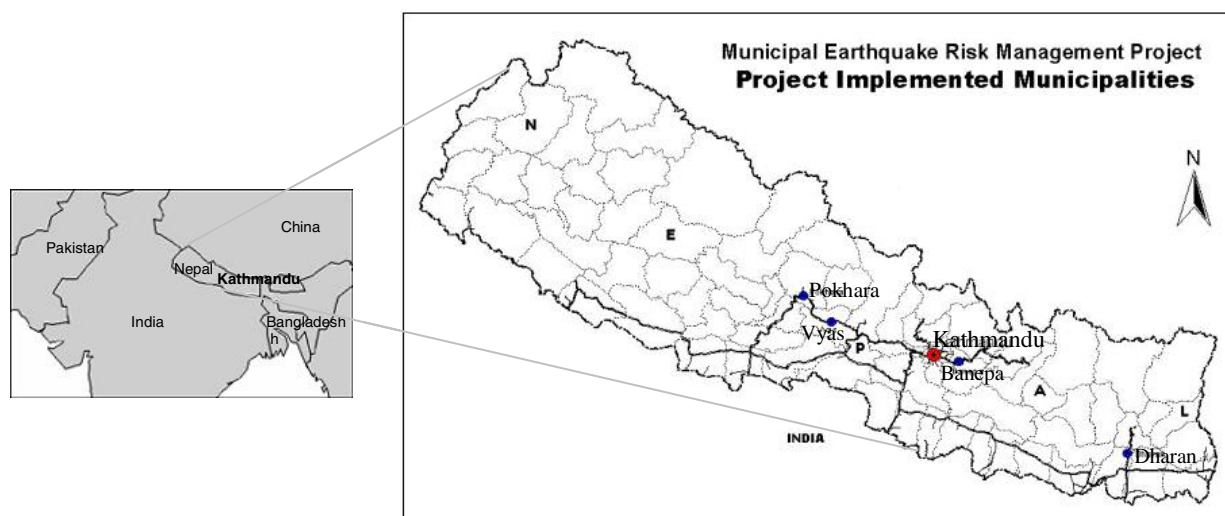 Municipal Earthquake Risk Management Project
Project Implemented Municipalities
N
N
E
P
A
L
Pokhara
Vyas
Kathmandu
Banepa
Dharan
INDIA
China
Pakistan
Nepal
Kathmandu
India
Bangladesh
h